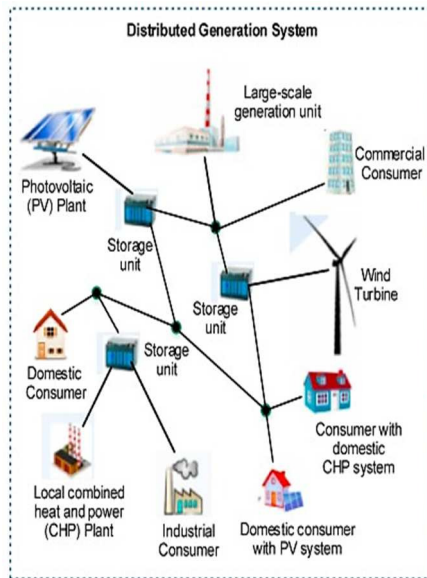 Distributed Generation System
Large-scale
generation unit
Commercial
Consumer
Photovoltaic
(PV) Plant
Storage
unit
Wind
Turbine
Storage
unit
Storage
unit
Domestic
Consumer
Consumer with
domestic
CHP system
Local combined
heat and power
(CHP) Plant
Industrial
Consumer
Domestic consumer
with PV system